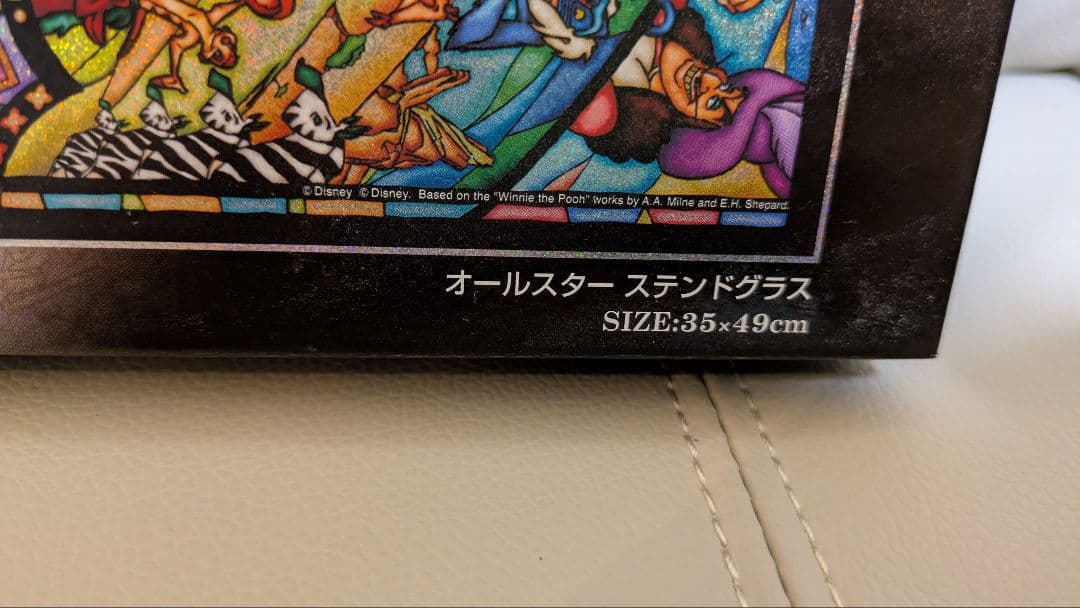 © Disney © Disney. Based on the "Winnie the Pooh" works by A.A. Milne and E.H. Shepard.
オールスター ステンドグラス
SIZE:35×49cm